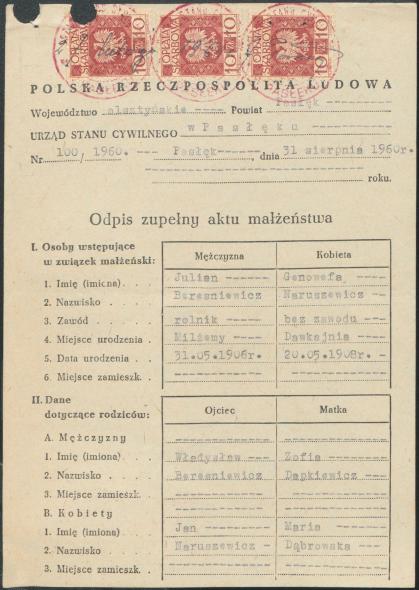 OPŁATA SKARBOWA 10 ZŁ 10 OPŁATA SKARBOWA 10 ZŁ 10 OPŁATA SKARBOWA 10 ZŁ 10
POLSKA RZECZPOSPOLITA LUDOWA
Województwo olsztyńskie ---- Powiat Pasłęk --------
URZĄD STANU CYWILNEGO w Pasłęku --------
Nr 100, 1960. --- Pasłęk---, dnia 31 sierpnia 1960r.
roku.
Odpis zupełny aktu małżeństwa
I. Osoby wstępujące
w związek małżeński: Mężczyzna Kobieta
1. Imię (imiona) Julian ------ Genowefa ----
2. Nazwisko Beresniewicz Naruszewicz
3. Zawód rolnik ------ bez zawodu --
4. Miejsce urodzenia Milżemy ----- Dawkajnia --
5. Data urodzenia 31.05.1906r. 20.05.1908r. -
6. Miejsce zamieszk.
II. Dane
dotyczące rodziców: Ojciec Matka
A. Mężczyzny
1. Imię (imiona) Władysław --- Zofia ------
2. Nazwisko Beresniewicz Dapkiewicz ---
3. Miejsce zamieszk.
B. Kobiety
1. Imię (imiona) Jan -------- Maria ------
2. Nazwisko Naruszewicz - Dąbrowska ---
3. Miejsce zamieszk.